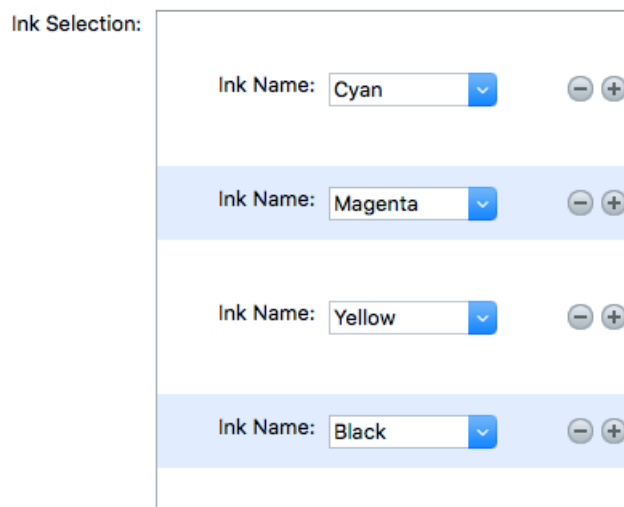 Ink Selection:
Ink Name: Cyan
Ink Name: Magenta
Ink Name: Yellow
Ink Name: Black